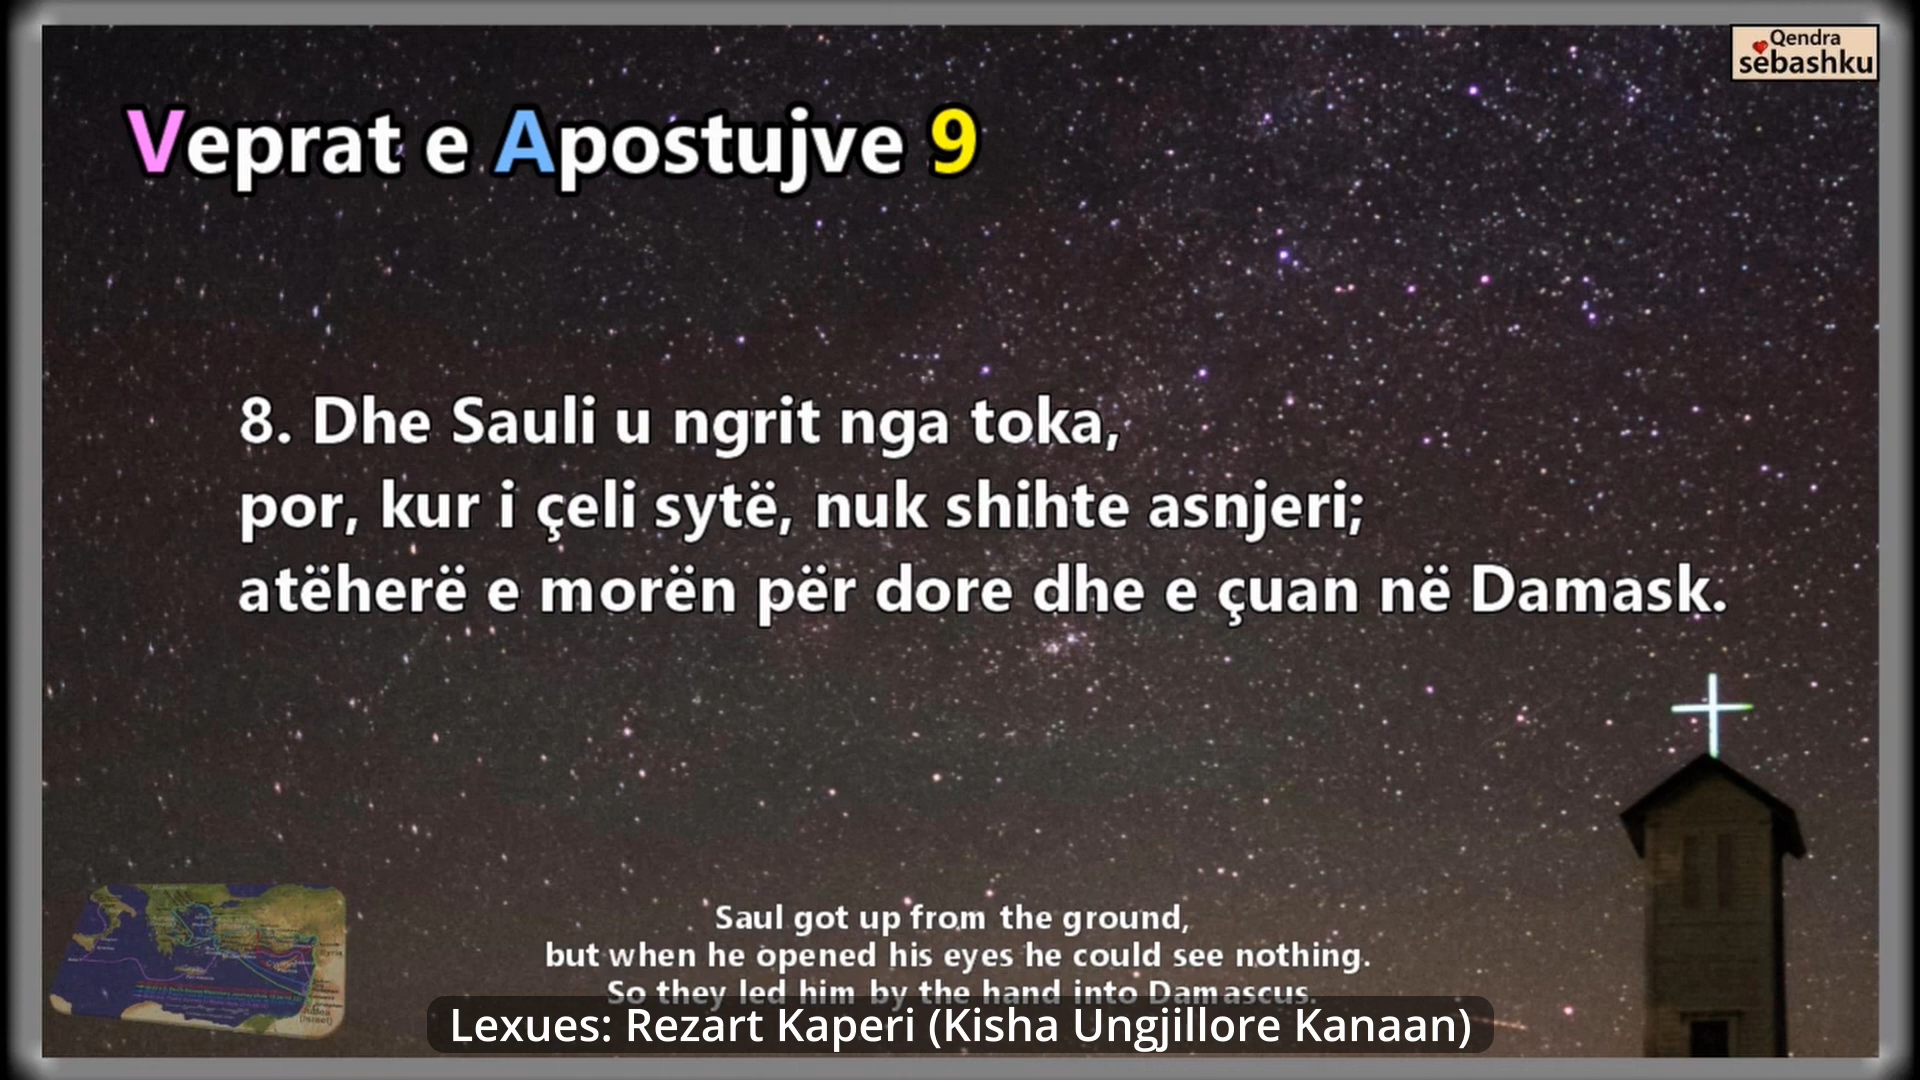 Qendra
sebashku
Veprat e Apostujve 9
8. Dhe Sauli u ngrit nga toka,
por, kur i çeli sytë, nuk shihte asnjeri;
atëherë e morën për dore dhe e çuan në Damask.
Saul got up from the ground,
but when he opened his eyes he could see nothing.
So they led him by the hand into Damascus.
Lexues: Rezart Kaperi (Kisha Ungjillore Kanaan)